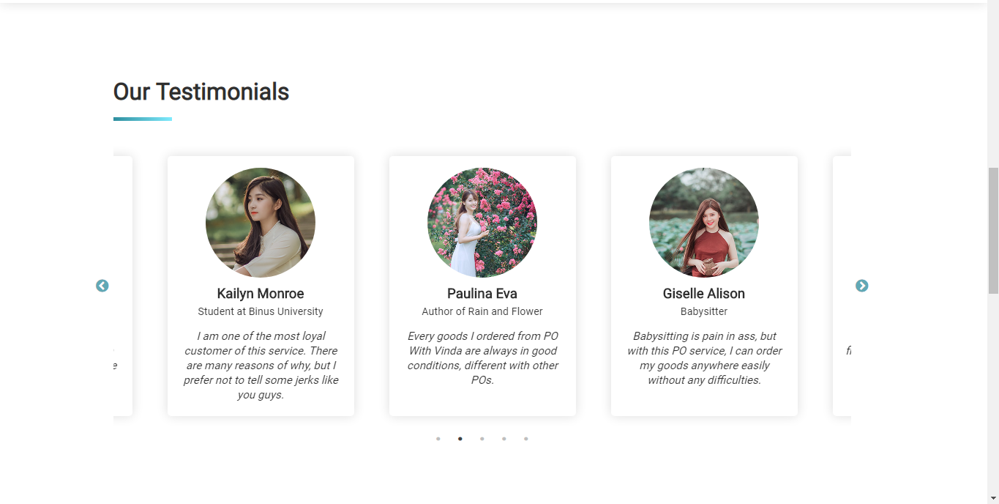 Our Testimonials
Kailyn Monroe
Student at Binus University
I am one of the most loyal
customer of this service. There
are many reasons of why, but I
prefer not to tell some jerks like
you guys.
Paulina Eva
Author of Rain and Flower
Every goods I ordered from PO
With Vinda are always in good
conditions, different with other
POs.
Giselle Alison
Babysitter
Babysitting is pain in ass, but
with this PO service, I can order
my goods anywhere easily
without any difficulties.